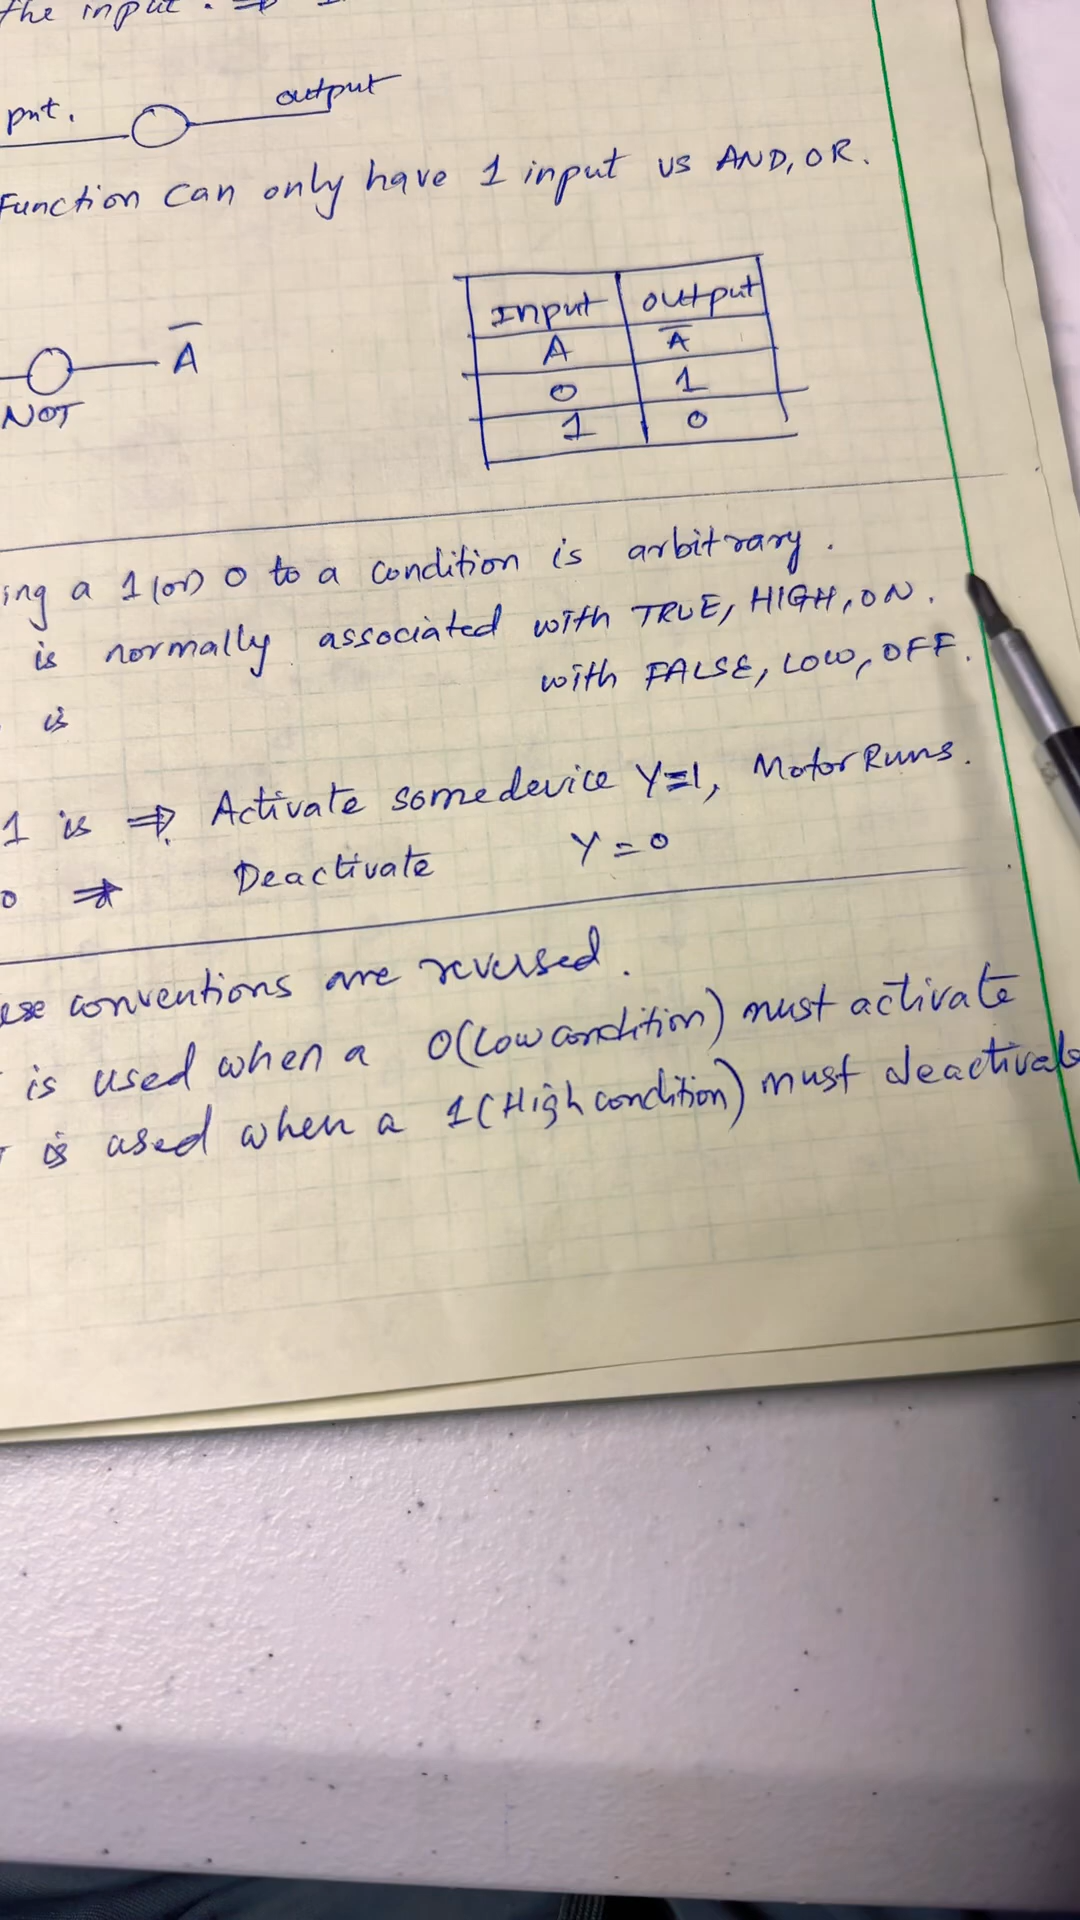 the input. ⇒
put. output
Function can only have 1 input vs AND, OR.
Input output
A A̅
0 1
1 0
A̅
NOT
ing a 1 (or) 0 to a condition is arbitrary.
is normally associated with TRUE, HIGH, ON.
is with FALSE, LOW, OFF.
1 is ⇒ Activate some device Y=1, Motor Runs.
0 ⇒ Deactivate Y=0
ese conventions are reversed.
is used when a 0(Low condition) must activate
is used when a 1(High condition) must deactivate